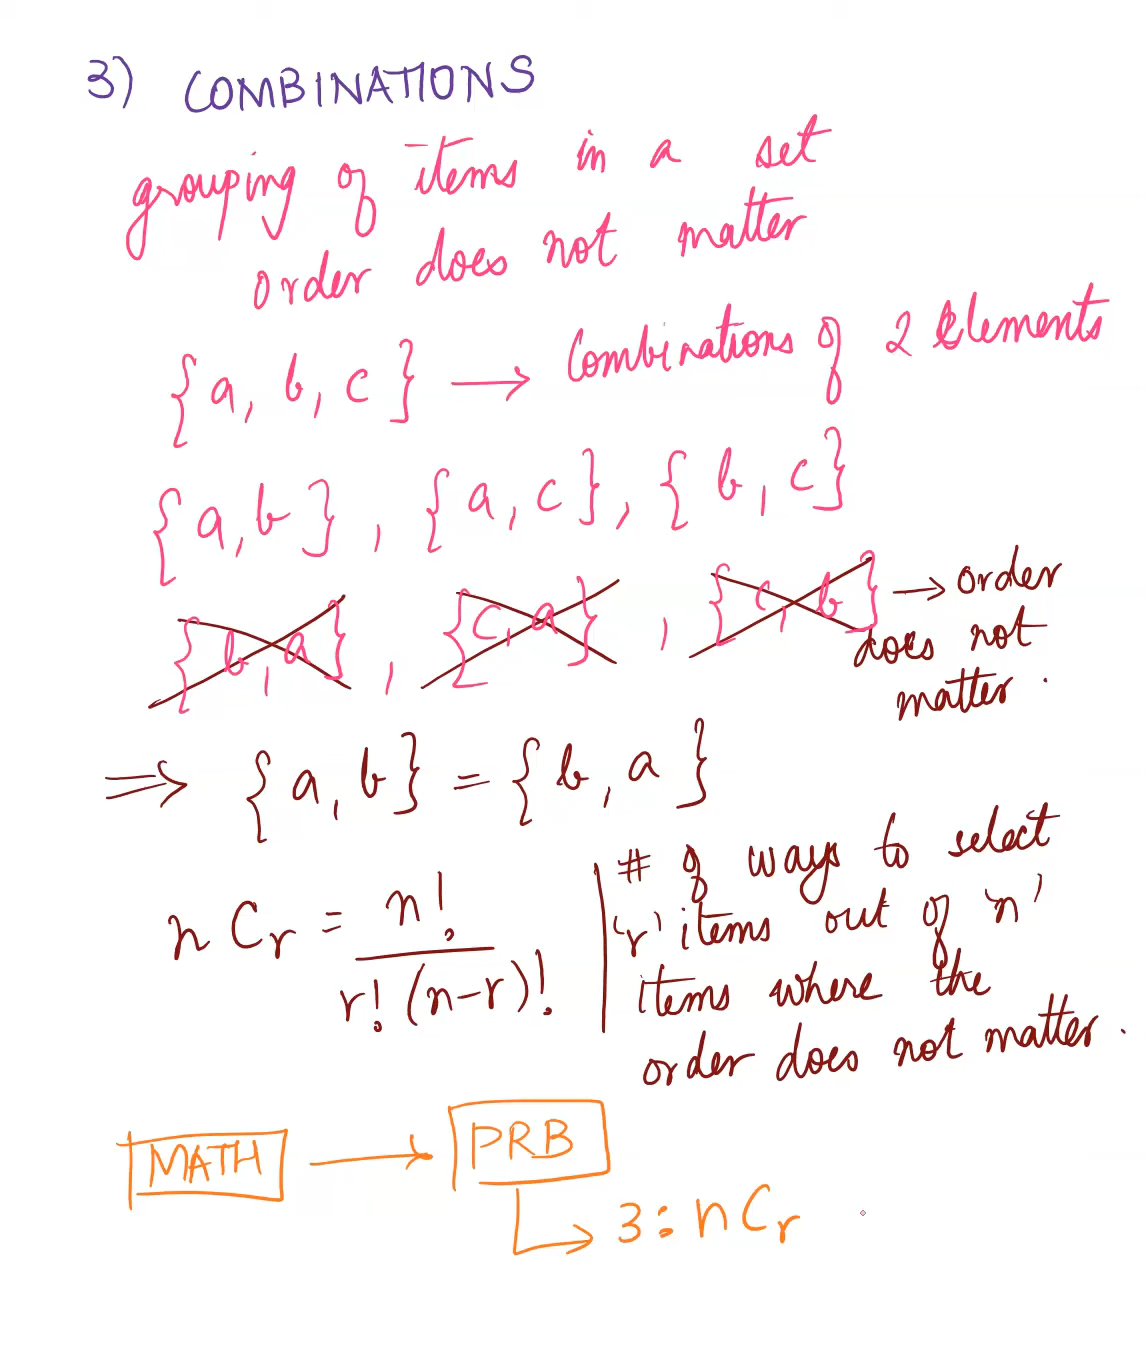 3) COMBINATIONS
grouping of items in a set
order does not matter
{a, b, c} → Combinations of 2 Elements
{a,b}, {a,c}, {b,c}
{b,a}, {c,a}, {c,b} → order
does not
matter.
⇒ {a,b} = {b,a}
nCr = n! / r!(n-r)!
# of ways to select
'r' items out of 'n'
items where the
order does not matter.
MATH → PRB
→ 3: nCr